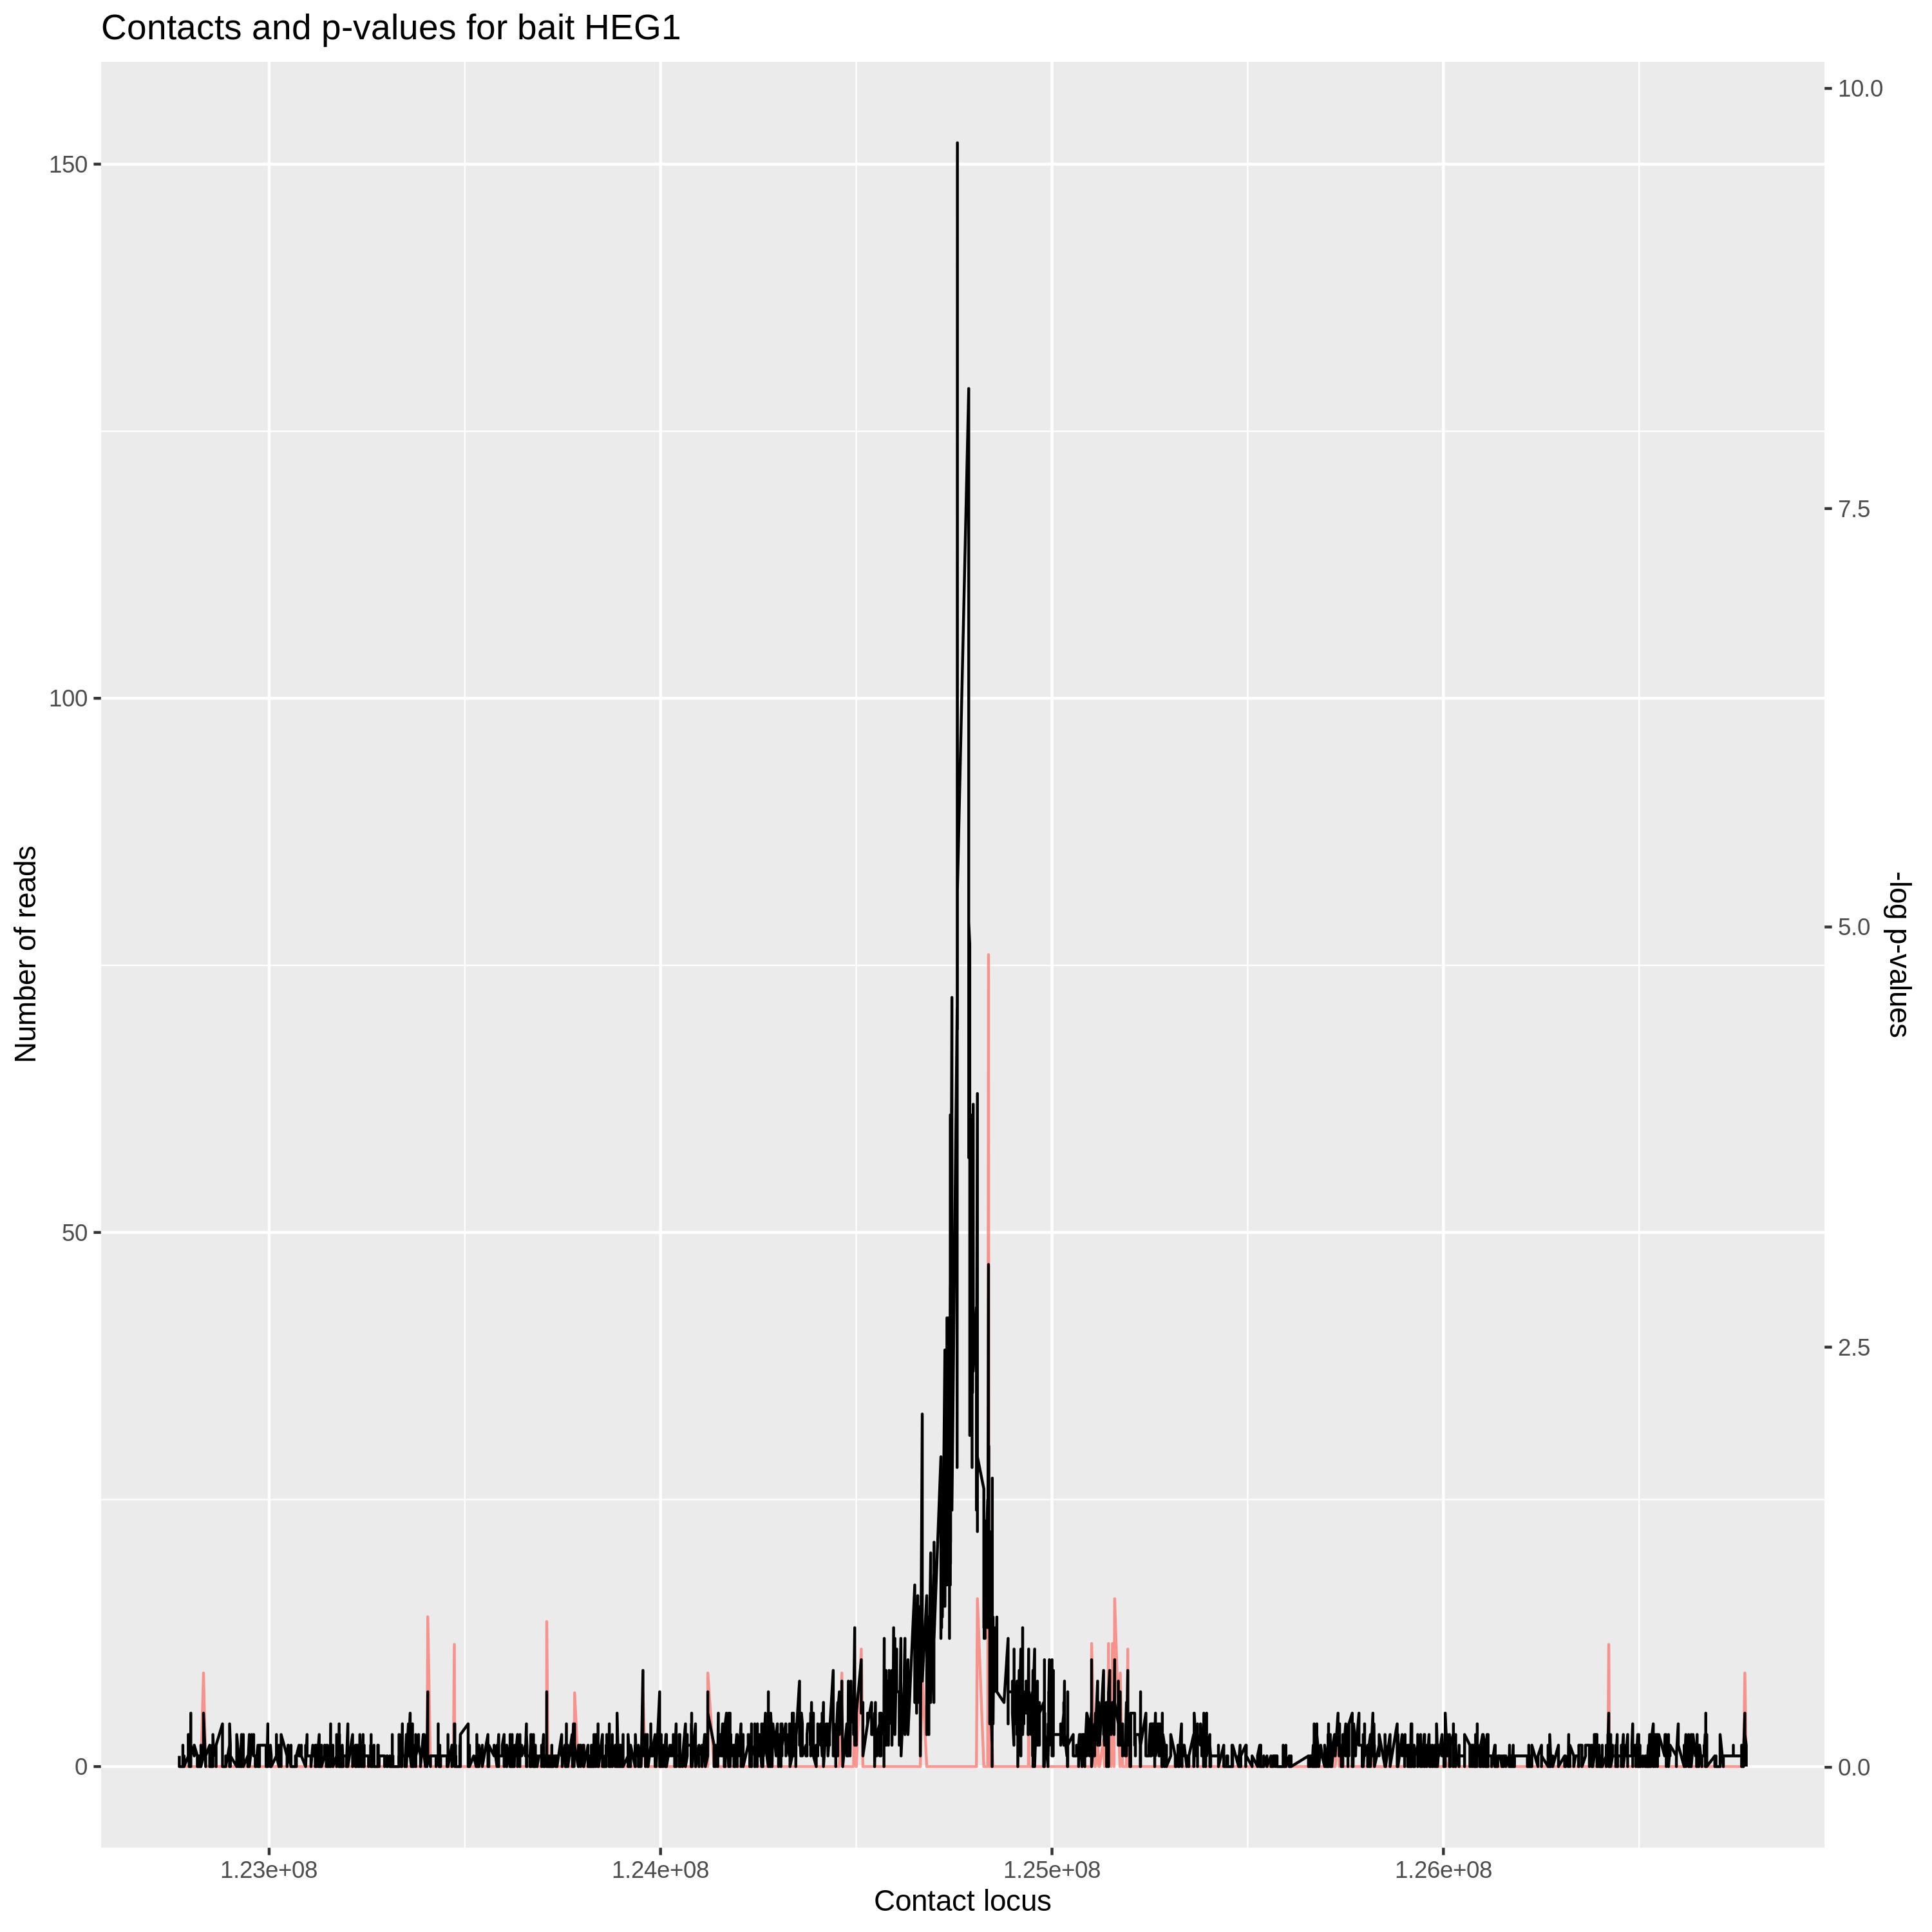 Contacts and p-values for bait HEG1
150
100
50
0
Number of reads
10.0
7.5
5.0
2.5
0.0
-log p-values
1.23e+08
1.24e+08
1.25e+08
1.26e+08
Contact locus